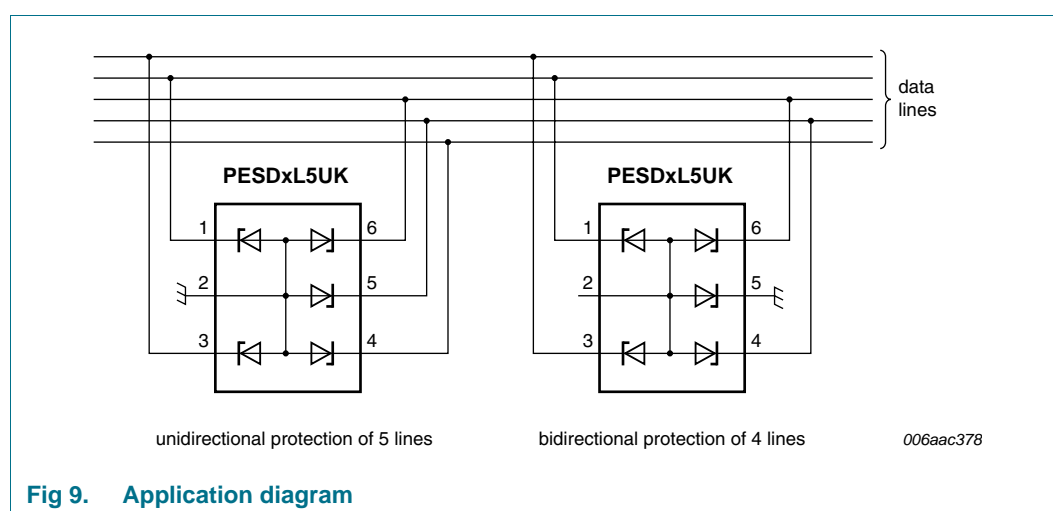 data
lines
PESDxL5UK
PESDxL5UK
1
6
2
5
3
4
1
6
2
5
3
4
unidirectional protection of 5 lines
bidirectional protection of 4 lines
006aac378
Fig 9. Application diagram